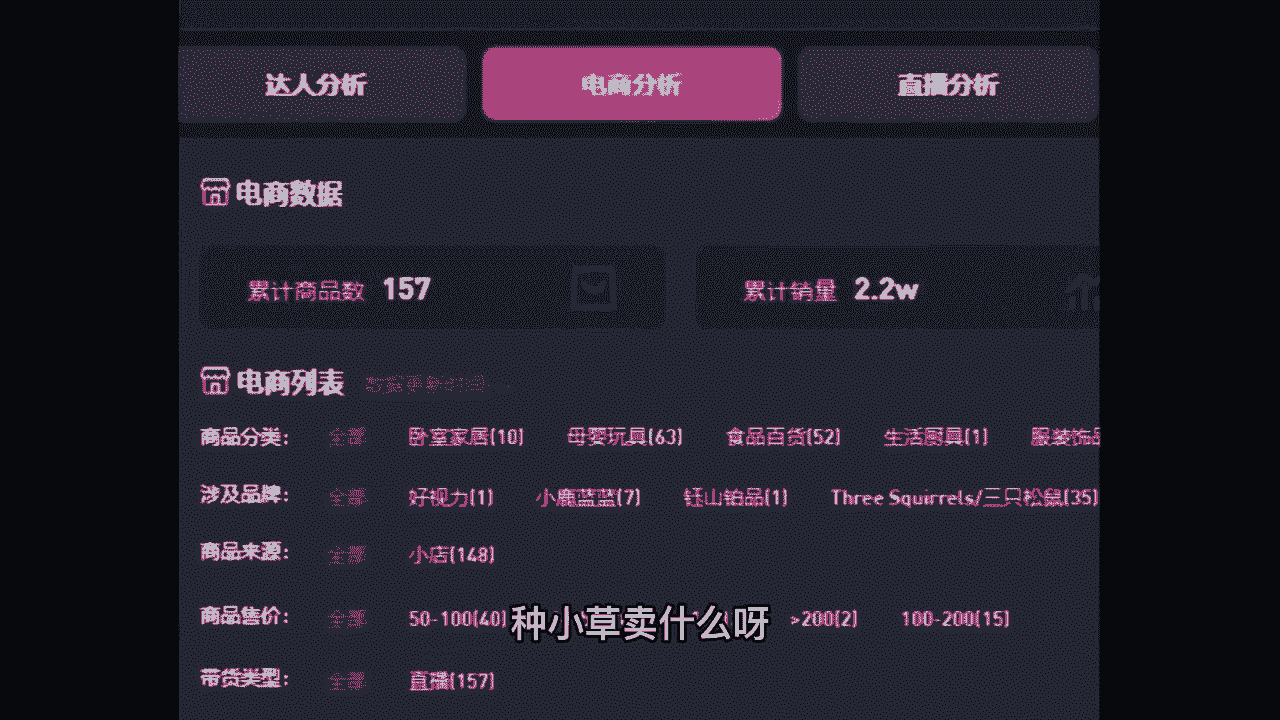 达人分析 电商分析 直播分析
电商数据
累计商品数 157 累计销量 2.2w
电商列表 数据更新时间
商品分类: 全部 卧室家居(10) 母婴玩具(63) 食品百货(52) 生活厨具(1) 服装饰品
涉及品牌: 全部 好视力(1) 小鹿蓝蓝(7) 钰山铂品(1) Three Squirrels/三只松鼠(35)
商品来源: 全部 小店(148)
商品售价: 全部 50-100(40) >200(2) 100-200(15)
种小草卖什么呀
带货类型: 全部 直播(157)